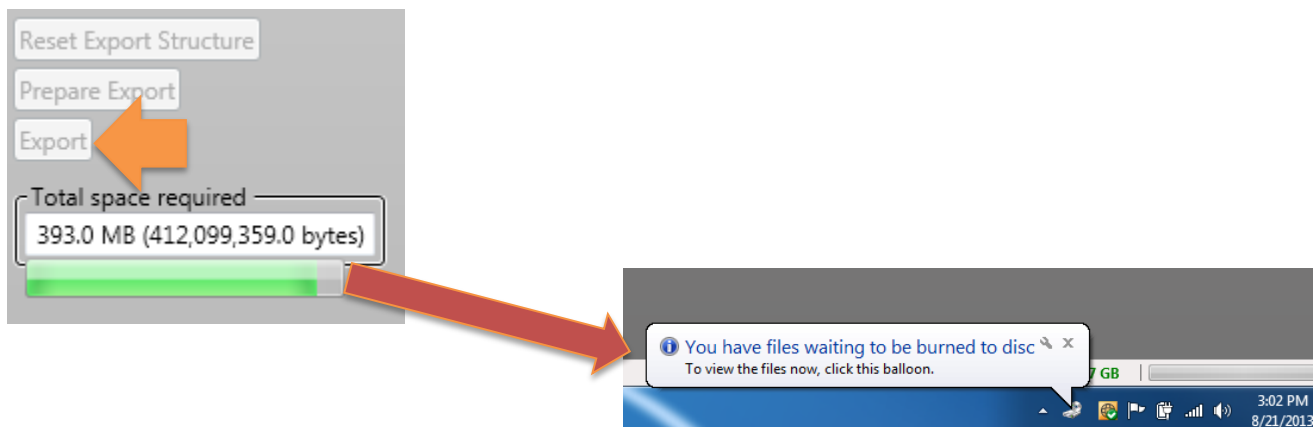 Reset Export Structure
Prepare Export
Export
Total space required
393.0 MB (412,099,359.0 bytes)
You have files waiting to be burned to disc
To view the files now, click this balloon.
GB
3:02 PM
8/21/2013